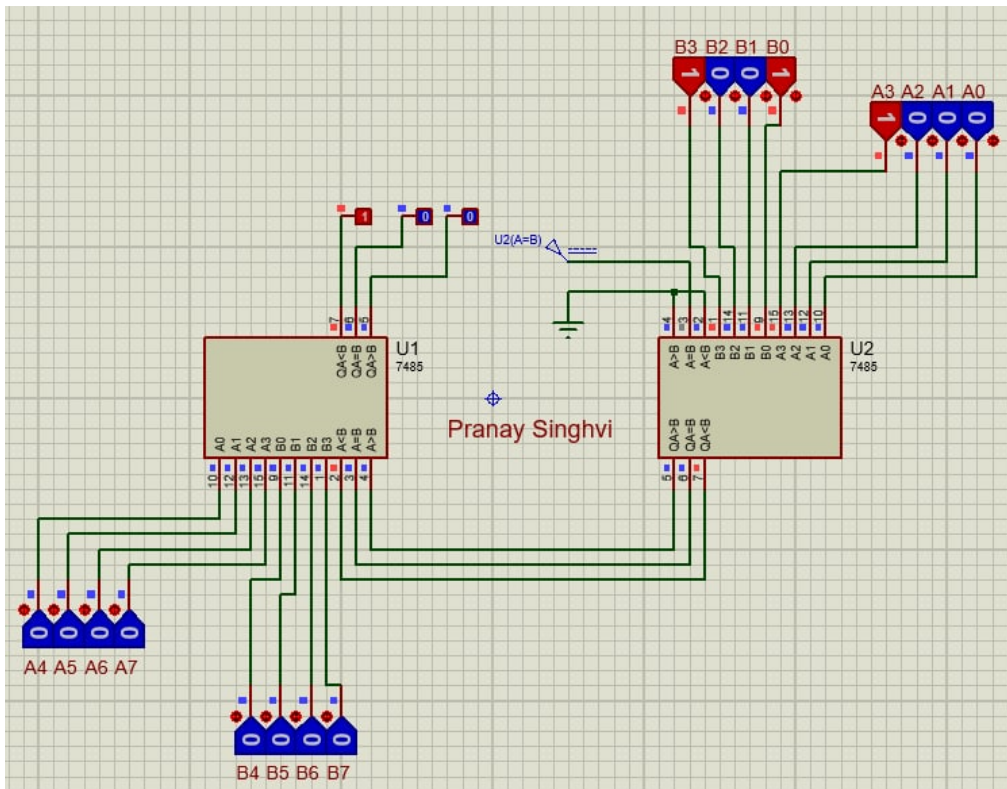 B3 B2 B1 B0
1 0 0 1
A3 A2 A1 A0
1 0 0 0
1 0 0
U2(A=B)
7 6 5
QA<B QA=B QA>B
U1
7485
4 3 2 1 14 11 9 15 13 12 10
A>B A=B A<B B3 B2 B1 B0 A3 A2 A1 A0
U2
7485
Pranay Singhvi
A0 A1 A2 A3 B0 B1 B2 B3 A<B A=B A>B
10 12 13 15 9 11 14 1 2 3 4
QA>B QA=B QA<B
5 6 7
0 0 0 0
A4 A5 A6 A7
0 0 0 0
B4 B5 B6 B7